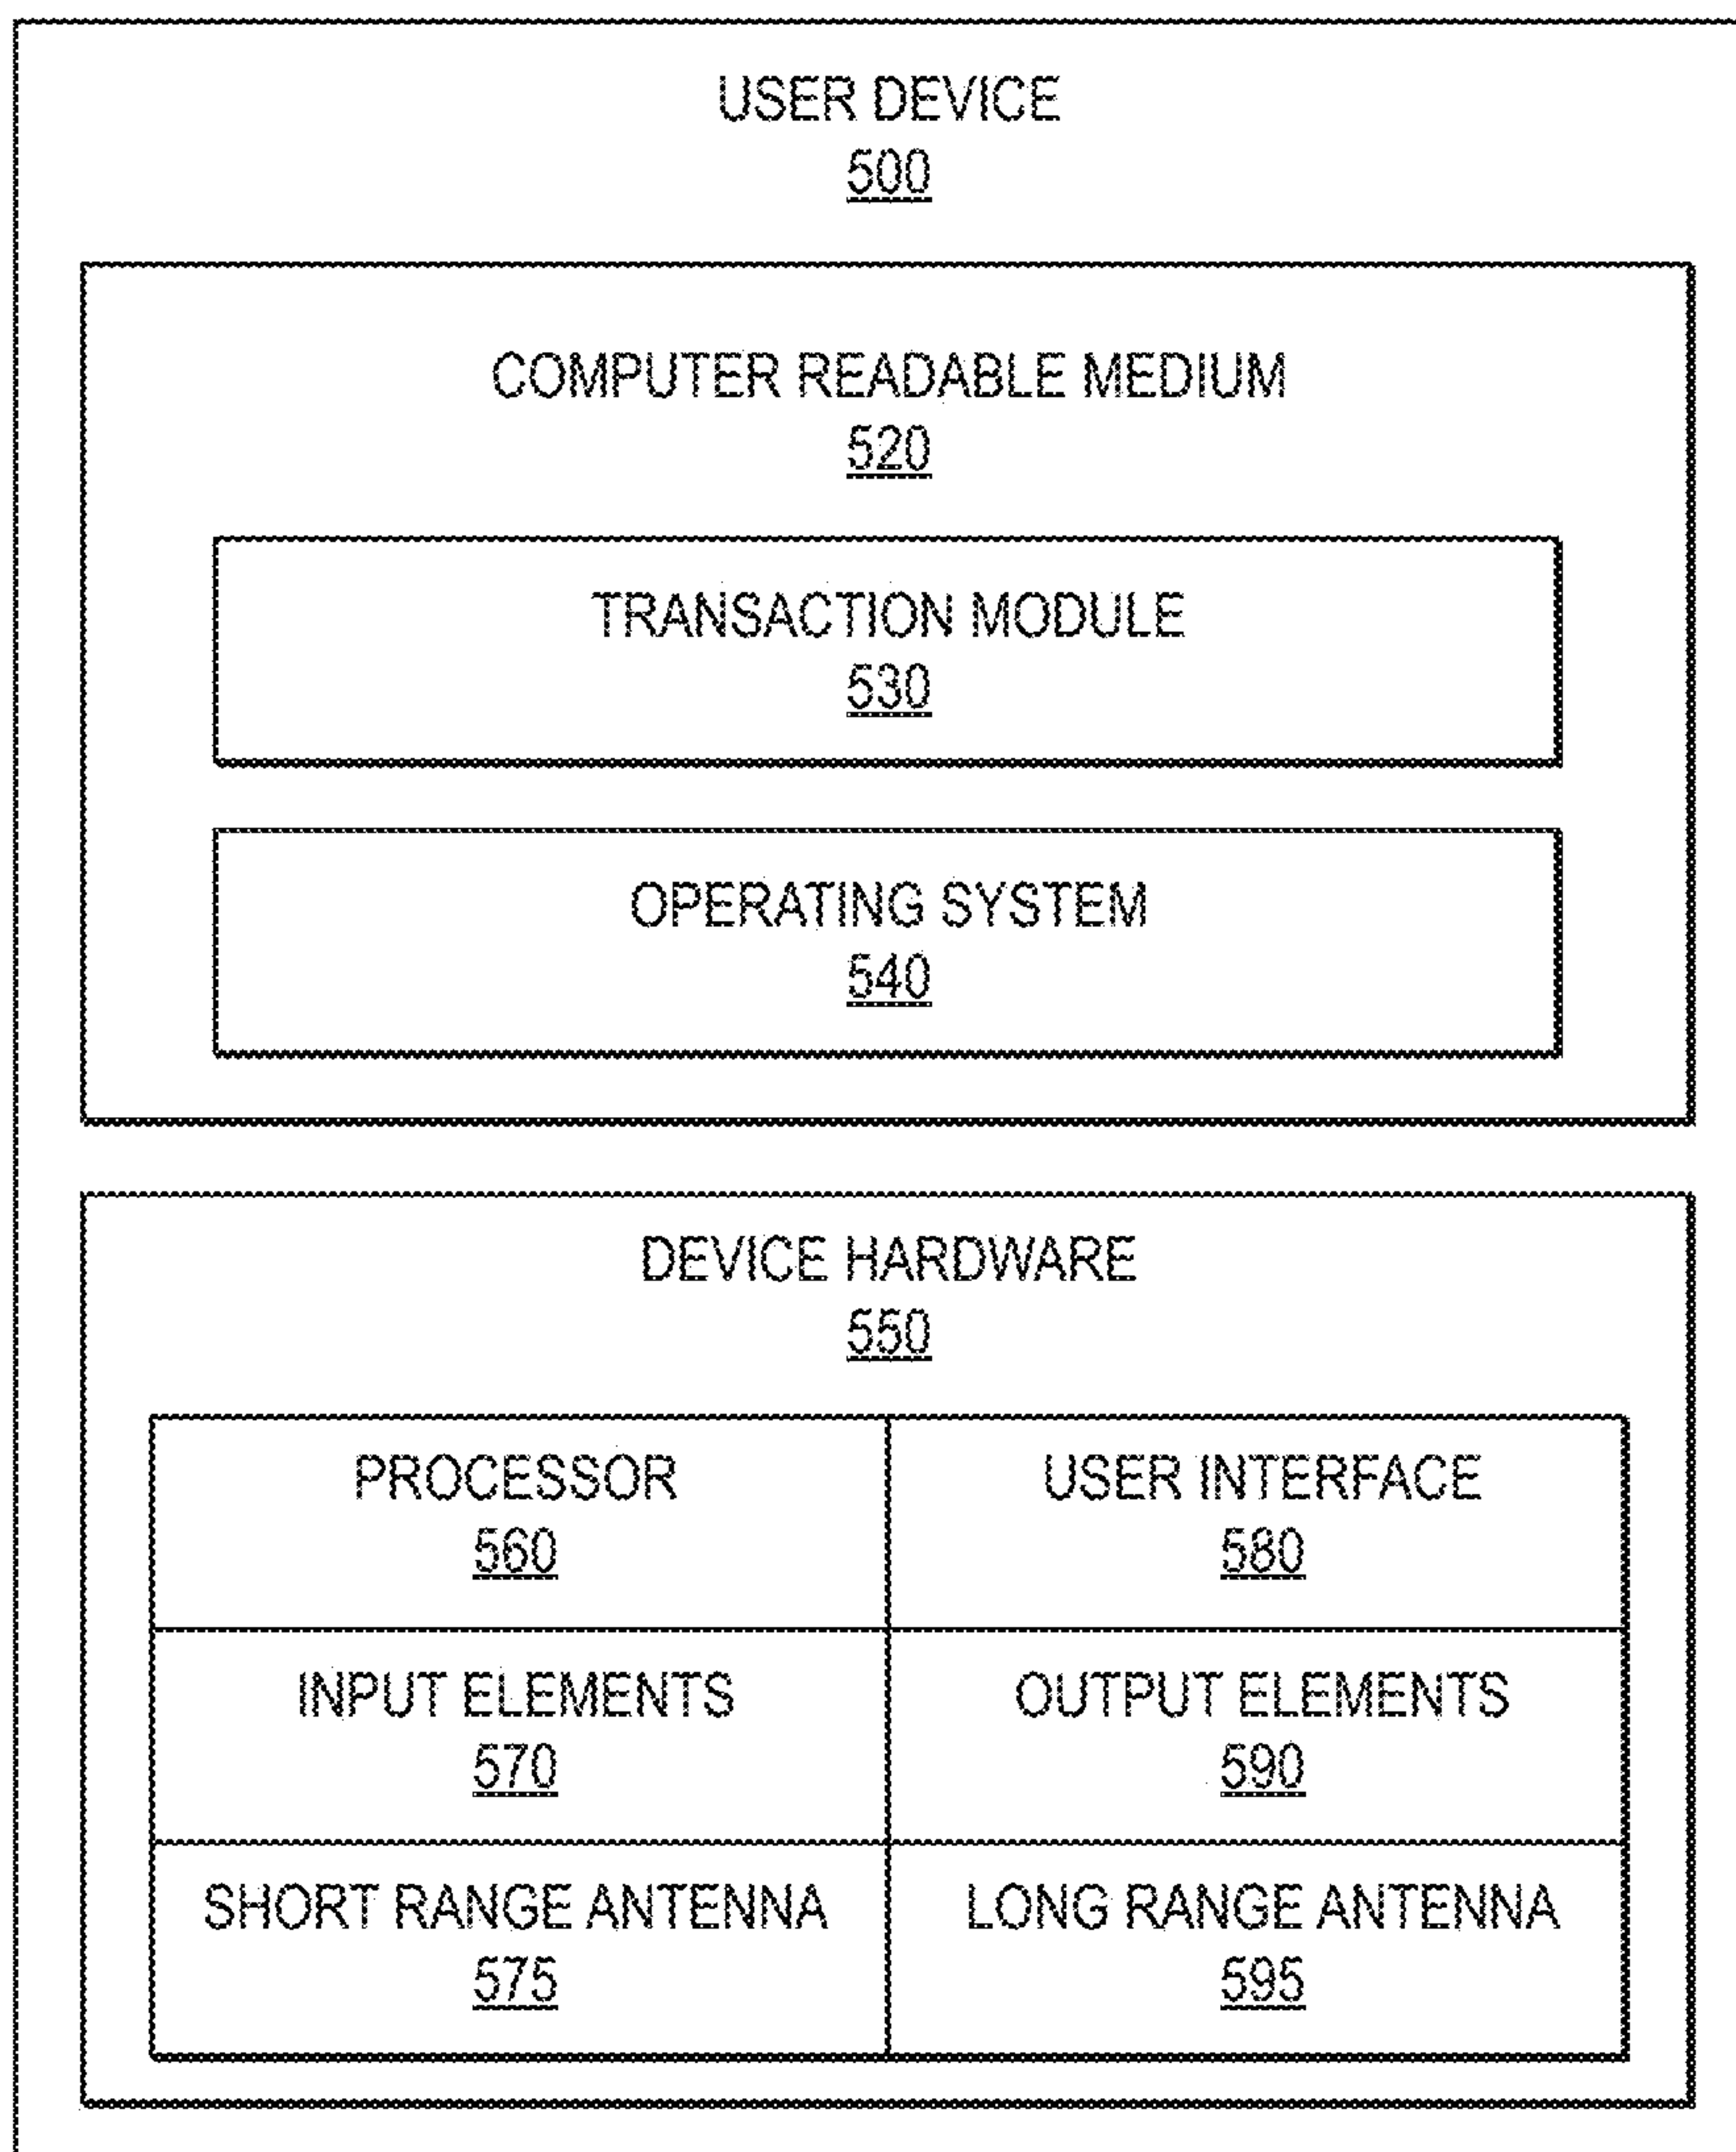 USER DEVICE
500
COMPUTER READABLE MEDIUM
520
TRANSACTION MODULE
530
OPERATING SYSTEM
540
DEVICE HARDWARE
550
PROCESSOR
560
USER INTERFACE
580
INPUT ELEMENTS
570
OUTPUT ELEMENTS
590
SHORT RANGE ANTENNA
575
LONG RANGE ANTENNA
595